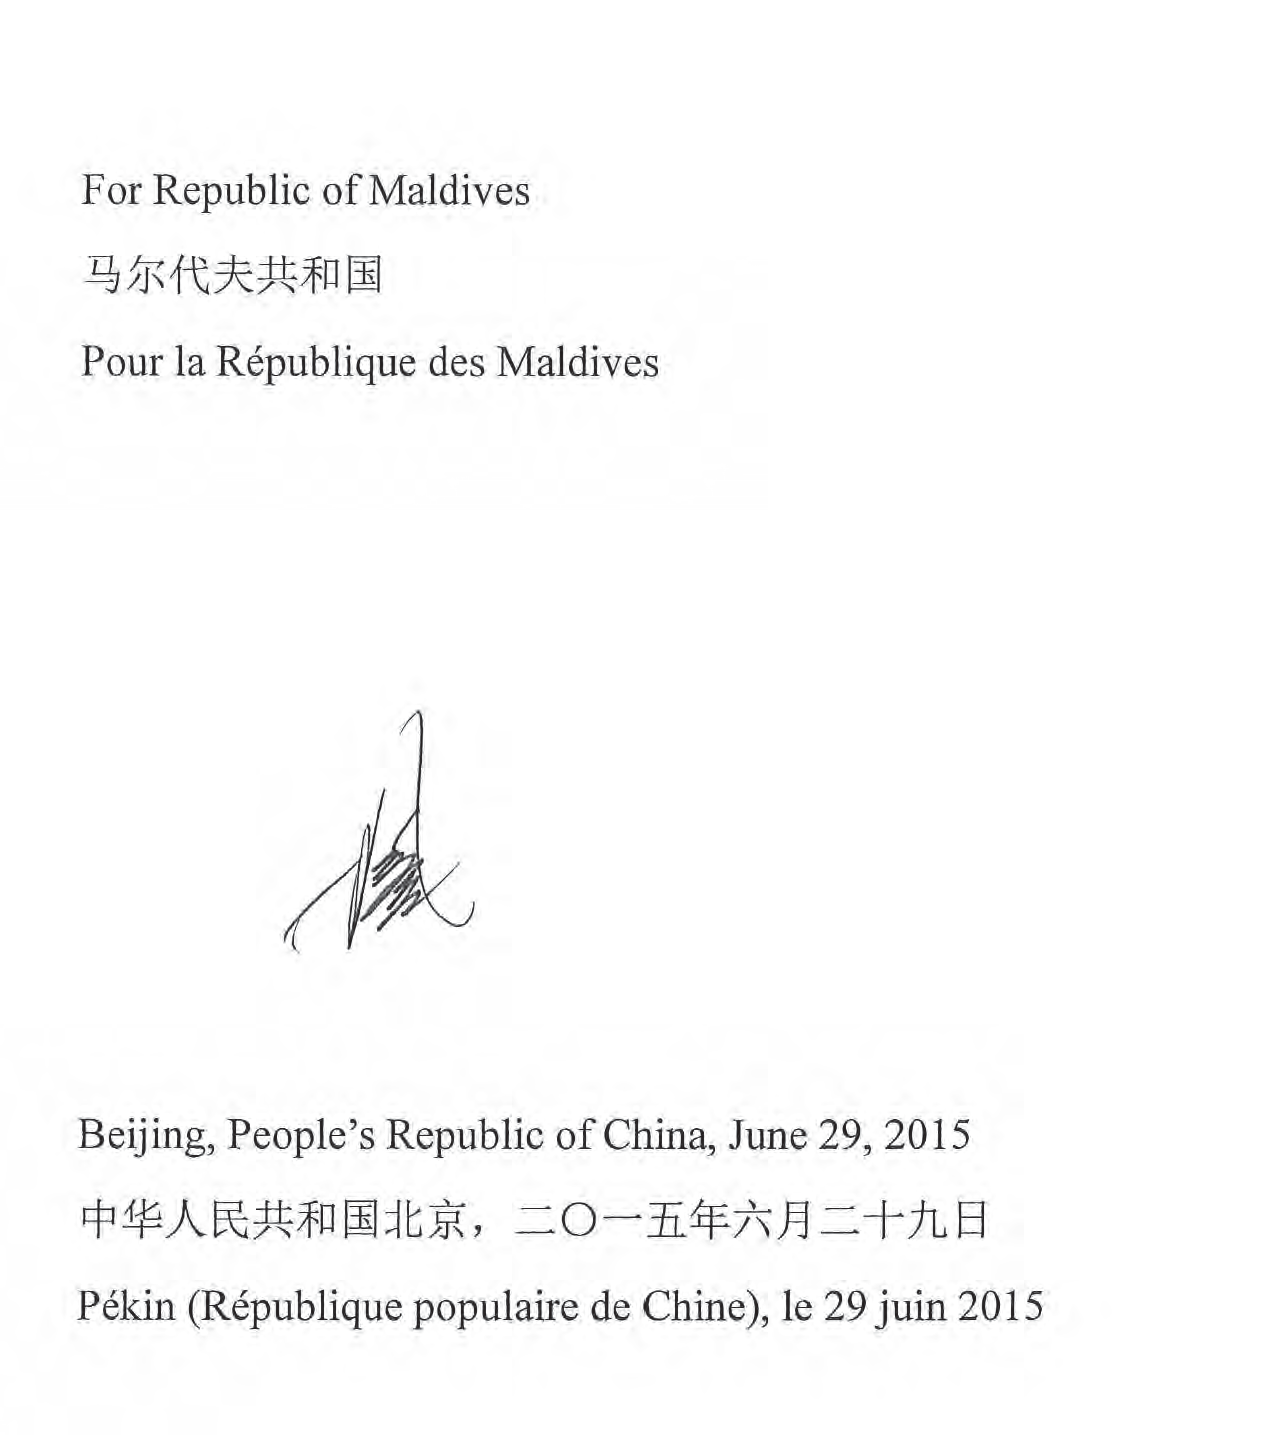 For Republic of Maldives
马尔代夫共和国
Pour la République des Maldives
Beijing, People’s Republic of China, June 29, 2015
中华人民共和国北京，二〇一五年六月二十九日
Pékin (République populaire de Chine), le 29 juin 2015